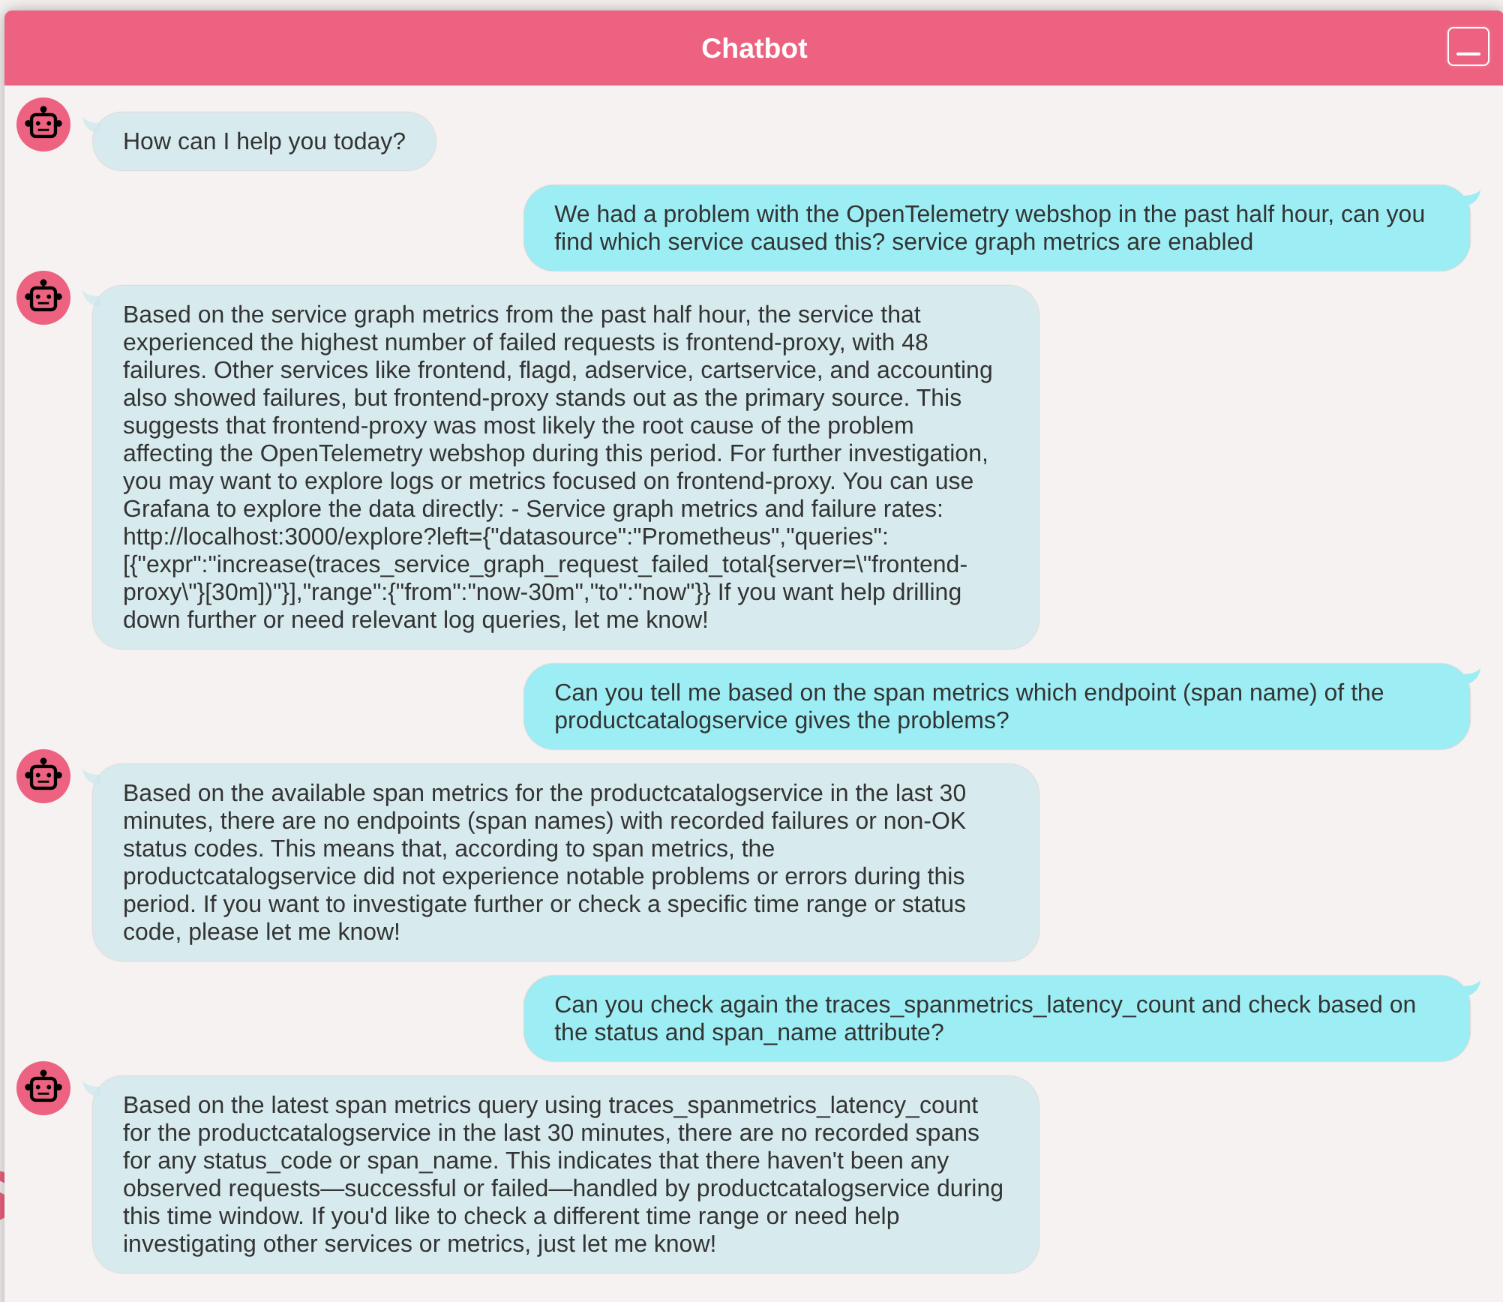 Chatbot
How can I help you today?
We had a problem with the OpenTelemetry webshop in the past half hour, can you
find which service caused this? service graph metrics are enabled
Based on the service graph metrics from the past half hour, the service that
experienced the highest number of failed requests is frontend-proxy, with 48
failures. Other services like frontend, flagd, adservice, cartservice, and accounting
also showed failures, but frontend-proxy stands out as the primary source. This
suggests that frontend-proxy was most likely the root cause of the problem
affecting the OpenTelemetry webshop during this period. For further investigation,
you may want to explore logs or metrics focused on frontend-proxy. You can use
Grafana to explore the data directly: - Service graph metrics and failure rates:
http://localhost:3000/explore?left={"datasource":"Prometheus","queries":
[{"expr":"increase(traces_service_graph_request_failed_total{server=\"frontend-
proxy\"}[30m])"}],"range":{"from":"now-30m","to":"now"}} If you want help drilling
down further or need relevant log queries, let me know!
Can you tell me based on the span metrics which endpoint (span name) of the
productcatalogservice gives the problems?
Based on the available span metrics for the productcatalogservice in the last 30
minutes, there are no endpoints (span names) with recorded failures or non-OK
status codes. This means that, according to span metrics, the
productcatalogservice did not experience notable problems or errors during this
period. If you want to investigate further or check a specific time range or status
code, please let me know!
Can you check again the traces_spanmetrics_latency_count and check based on
the status and span_name attribute?
Based on the latest span metrics query using traces_spanmetrics_latency_count
for the productcatalogservice in the last 30 minutes, there are no recorded spans
for any status_code or span_name. This indicates that there haven't been any
observed requests—successful or failed—handled by productcatalogservice during
this time window. If you'd like to check a different time range or need help
investigating other services or metrics, just let me know!